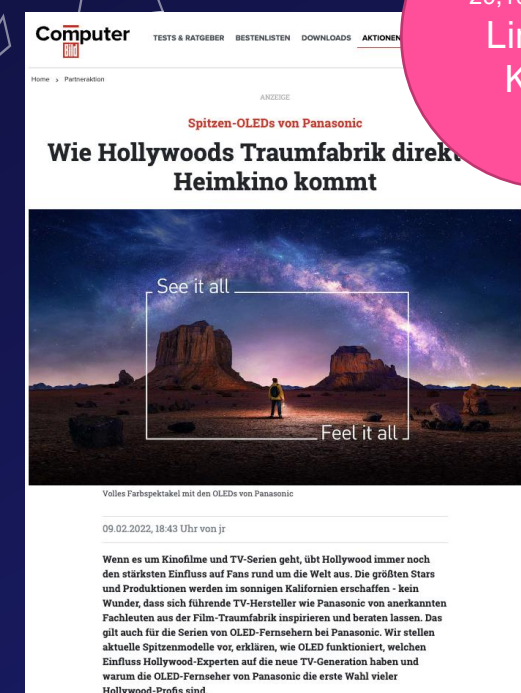 Computer
Bild
TESTS & RATGEBER BESTENLISTEN DOWNLOADS AKTIONEN
Home > Partneraktion
ANZEIGE
Spitzen-OLEDs von Panasonic
Wie Hollywoods Traumfabrik direkt
Heimkino kommt
See it all
Feel it all
Volles Farbspektakel mit den OLEDs von Panasonic
09.02.2022, 18:43 Uhr von jr
Wenn es um Kinofilme und TV-Serien geht, übt Hollywood immer noch
den stärksten Einfluss auf Fans rund um die Welt aus. Die größten Stars
und Produktionen werden im sonnigen Kalifornien erschaffen - kein
Wunder, dass sich führende TV-Hersteller wie Panasonic von anerkannten
Fachleuten aus der Film-Traumfabrik inspirieren und beraten lassen. Das
gilt auch für die Serien von OLED-Fernsehern bei Panasonic. Wir stellen
aktuelle Spitzenmodelle vor, erklären, wie OLED funktioniert, welchen
Einfluss Hollywood-Experten auf die neue TV-Generation haben und
warum die OLED-Fernseher von Panasonic die erste Wahl vieler
Hollywood-Profis sind.